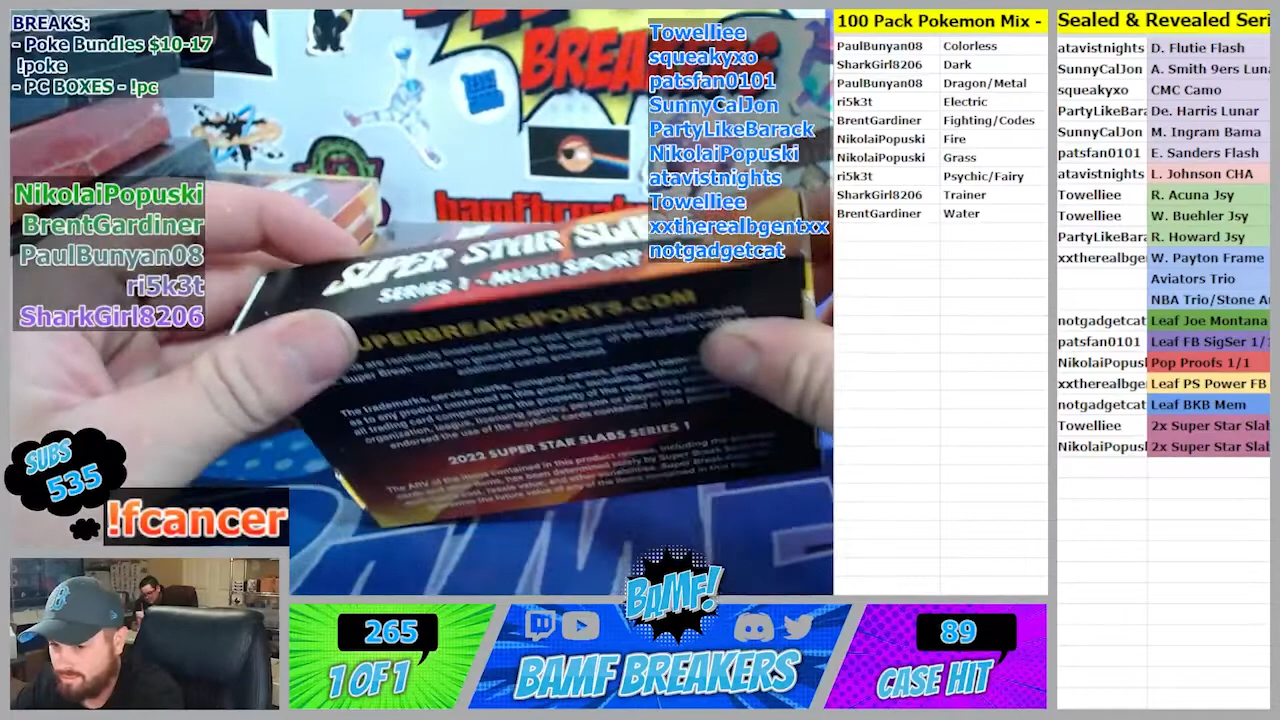 BREAKS:
- Poke Bundles $10-17
!poke
- PC BOXES - !pc
NikolaiPopuski
BrentGardiner
PaulBunyan08
ri5k3t
SharkGirl8206
SUBS
535
!fcancer
BREA
SUPER STAR SL
SERIES 1 - MULTI SPORT
SUPERBREAKSPORTS.COM
2022 SUPER STAR SLABS SERIES 1
Towelliee
squeakyxo
patsfan0101
SunnyCalJon
PartyLikeBarack
NikolaiPopuski
atavistnights
Towelliee
xxtherealbgentxx
notgadgetcat
100 Pack Pokemon Mix -
PaulBunyan08 Colorless
SharkGirl8206 Dark
PaulBunyan08 Dragon/Metal
ri5k3t Electric
BrentGardiner Fighting/Codes
NikolaiPopuski Fire
NikolaiPopuski Grass
ri5k3t Psychic/Fairy
SharkGirl8206 Trainer
BrentGardiner Water
Sealed & Revealed Seri
atavistnights D. Flutie Flash
SunnyCalJon A. Smith 9ers Luna
squeakyxo CMC Camo
PartyLikeBara De. Harris Lunar
SunnyCalJon M. Ingram Bama
patsfan0101 E. Sanders Flash
atavistnights L. Johnson CHA
Towelliee R. Acuna Jsy
Towelliee W. Buehler Jsy
PartyLikeBara R. Howard Jsy
xxtherealbge W. Payton Frame
Aviators Trio
NBA Trio/Stone A
notgadgetcat Leaf Joe Montana
patsfan0101 Leaf FB SigSer 1/
NikolaiPopus Pop Proofs 1/1
xxtherealbge Leaf PS Power FB
notgadgetcat Leaf BKB Mem
Towelliee 2x Super Star Slab
NikolaiPopus 2x Super Star Slab
265
1 OF 1
BAMF!
BAMF BREAKERS
89
CASE HIT